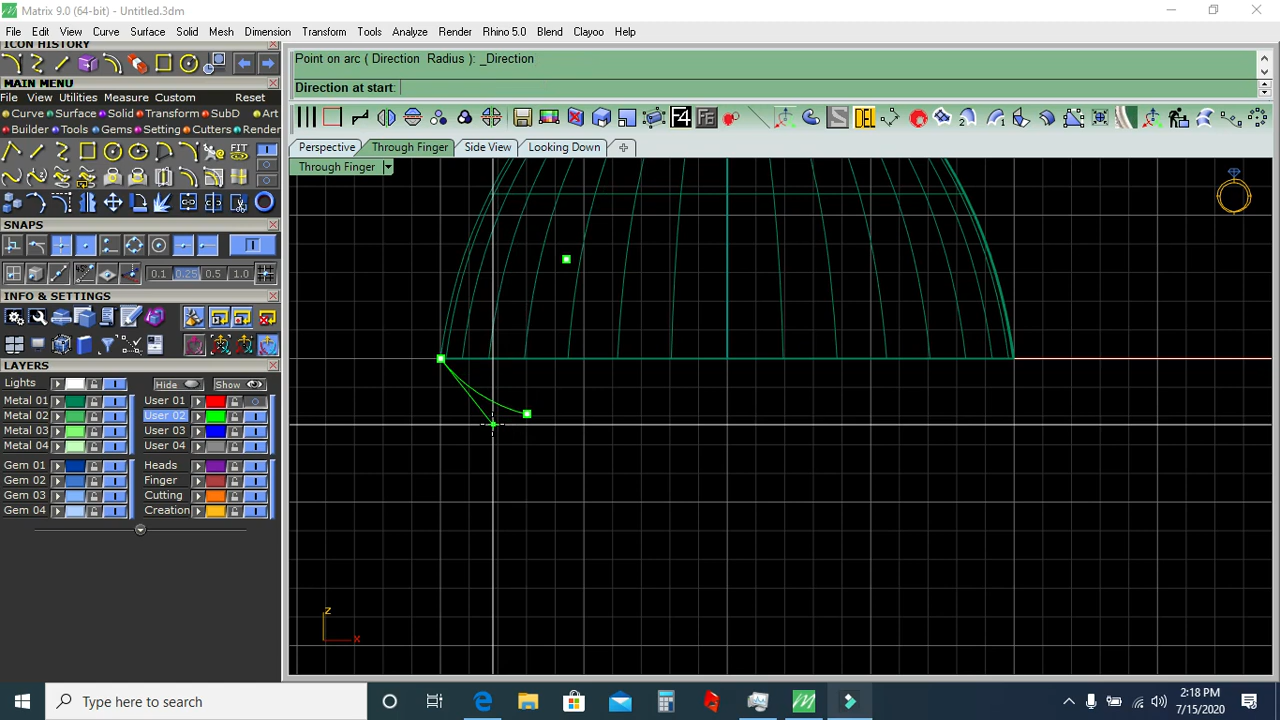 Matrix 9.0 (64-bit) - Untitled.3dm
File Edit View Curve Surface Solid Mesh Dimension Transform Tools Analyze Render Rhino 5.0 Blend Clayoo Help
ICON HISTORY
Point on arc ( Direction Radius ): _Direction
Direction at start:
MAIN MENU
File View Utilities Measure Custom Reset
Curve Surface Solid Transform SubD Art
Builder Tools Gems Setting Cutters Render
F4
DEL
FIT
Perspective Through Finger Side View Looking Down
Through Finger
SNAPS
0.1 0.25 0.5 1.0
INFO & SETTINGS
LAYERS
Lights Hide Show
Metal 01 User 01
Metal 02 User 02
Metal 03 User 03
Metal 04 User 04
Gem 01 Heads
Gem 02 Finger
Gem 03 Cutting
Gem 04 Creation
z
x
Type here to search
2:18 PM
7/15/2020